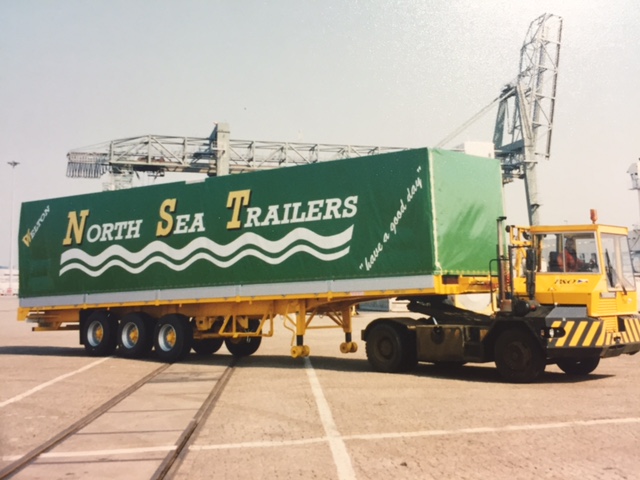 Welton
North Sea Trailers
"have a good day"